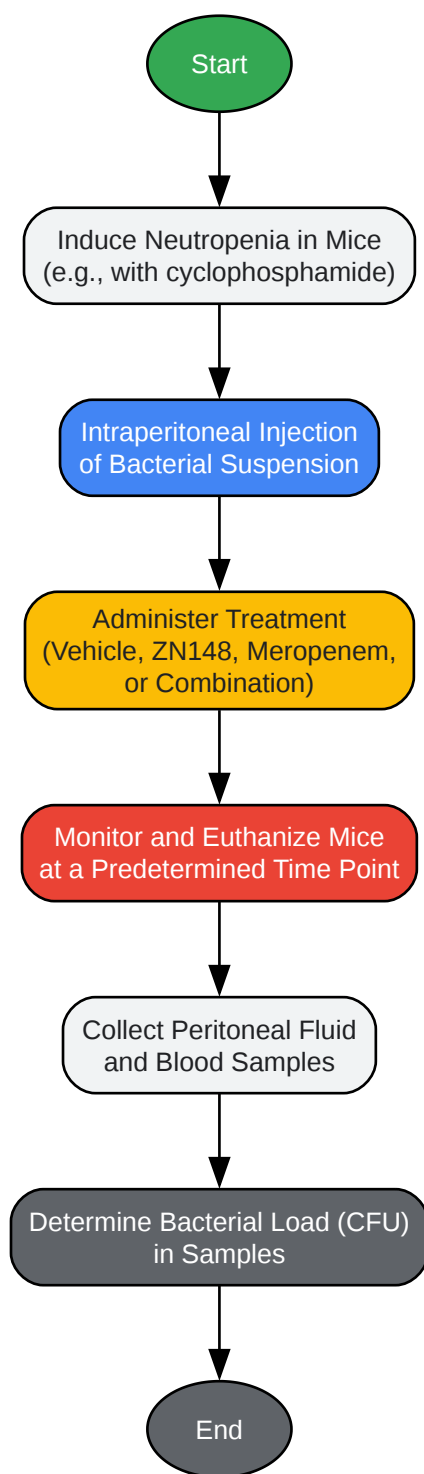 Start
Induce Neutropenia in Mice
(e.g., with cyclophosphamide)
Intraperitoneal Injection
of Bacterial Suspension
Administer Treatment
(Vehicle, ZN148, Meropenem,
or Combination)
Monitor and Euthanize Mice
at a Predetermined Time Point
Collect Peritoneal Fluid
and Blood Samples
Determine Bacterial Load (CFU)
in Samples
End